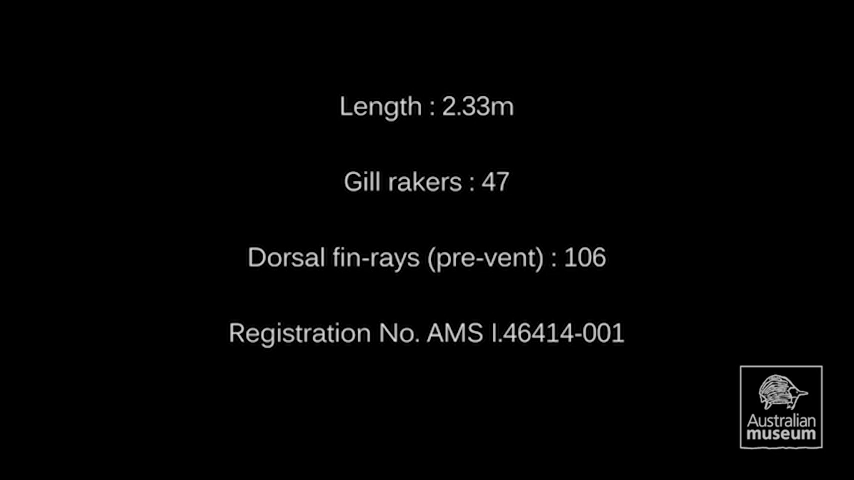 Length : 2.33m
Gill rakers : 47
Dorsal fin-rays (pre-vent) : 106
Registration No. AMS I.46414-001
Australian
museum